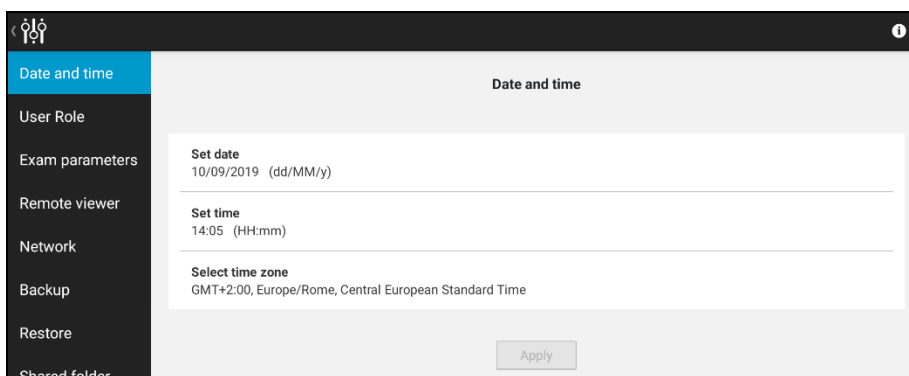 Date and time
User Role
Exam parameters
Remote viewer
Network
Backup
Restore
Shared folder
Date and time
Set date
10/09/2019 (dd/MM/y)
Set time
14:05 (HH:mm)
Select time zone
GMT+2:00, Europe/Rome, Central European Standard Time
Apply